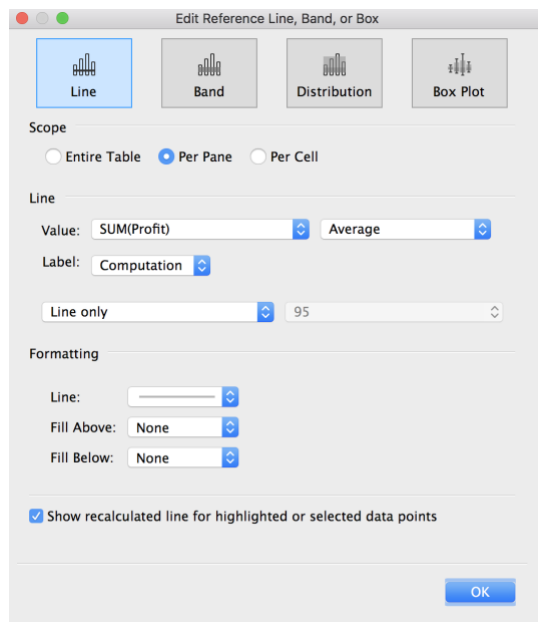 Edit Reference Line, Band, or Box
Line Band Distribution Box Plot
Scope
Entire Table Per Pane Per Cell
Line
Value: SUM(Profit) Average
Label: Computation
Line only 95
Formatting
Line:
Fill Above: None
Fill Below: None
Show recalculated line for highlighted or selected data points
OK